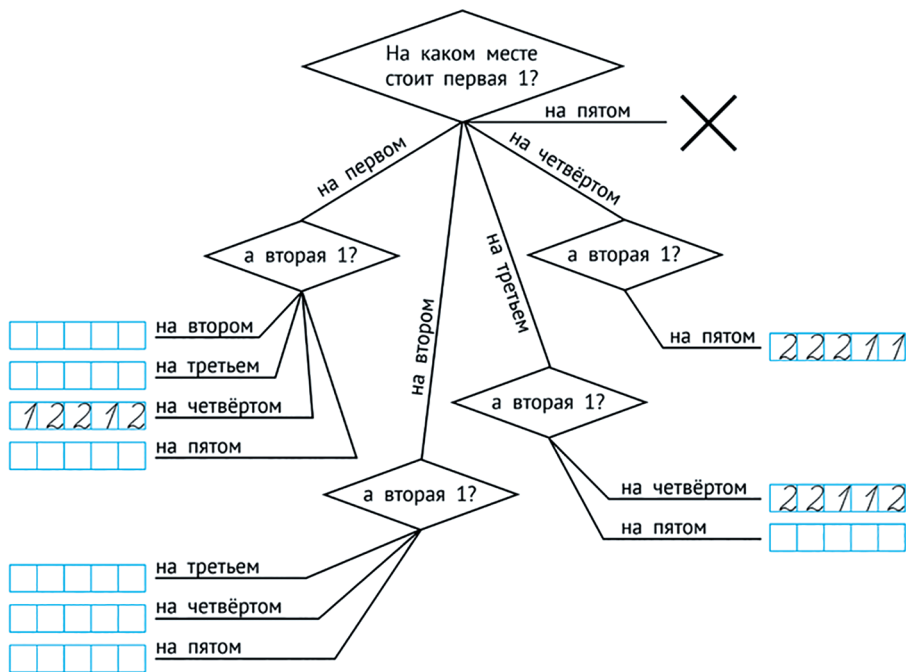 На каком месте
стоит первая 1?
на пятом
на первом
на четвёртом
на втором
на третьем
а вторая 1?
на втором
на третьем
12212 на четвёртом
на пятом
а вторая 1?
на пятом 22211
а вторая 1?
на четвёртом 22112
на пятом
а вторая 1?
на третьем
на четвёртом
на пятом